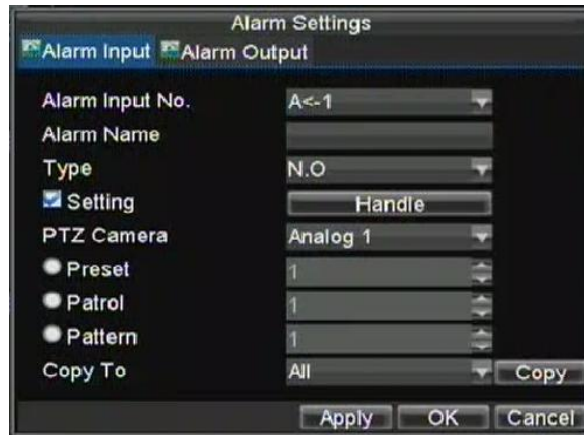 Alarm Settings
Alarm Input Alarm Output
Alarm Input No. A<-1
Alarm Name
Type N.O
Setting Handle
PTZ Camera Analog 1
Preset 1
Patrol 1
Pattern 1
Copy To All Copy
Apply OK Cancel